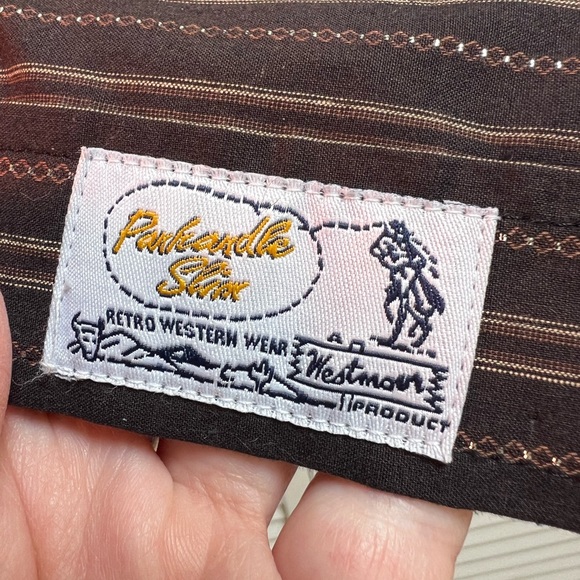 Panhandle
Slim
RETRO WESTERN WEAR
A
Westmoor
PRODUCT